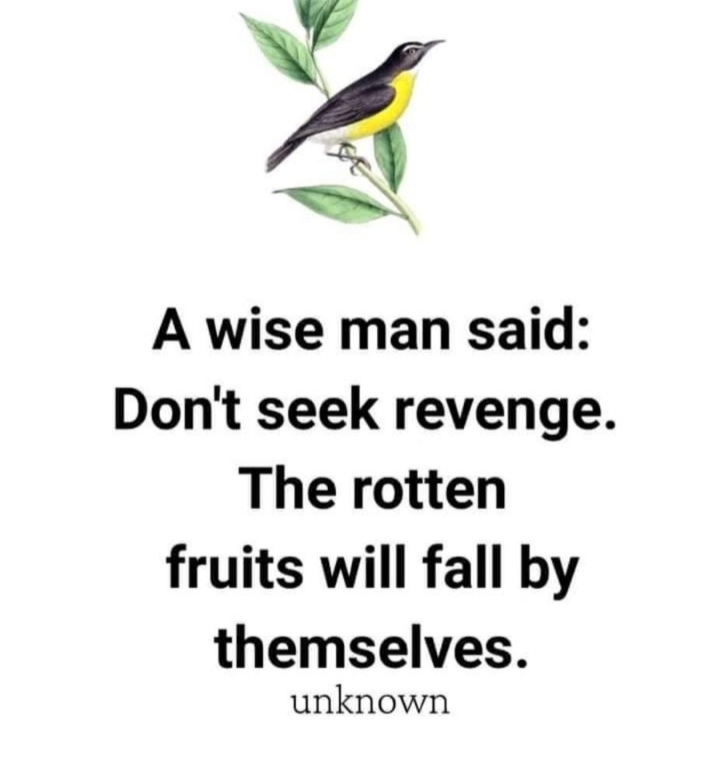 A wise man said:
Don't seek revenge.
The rotten
fruits will fall by
themselves.
unknown